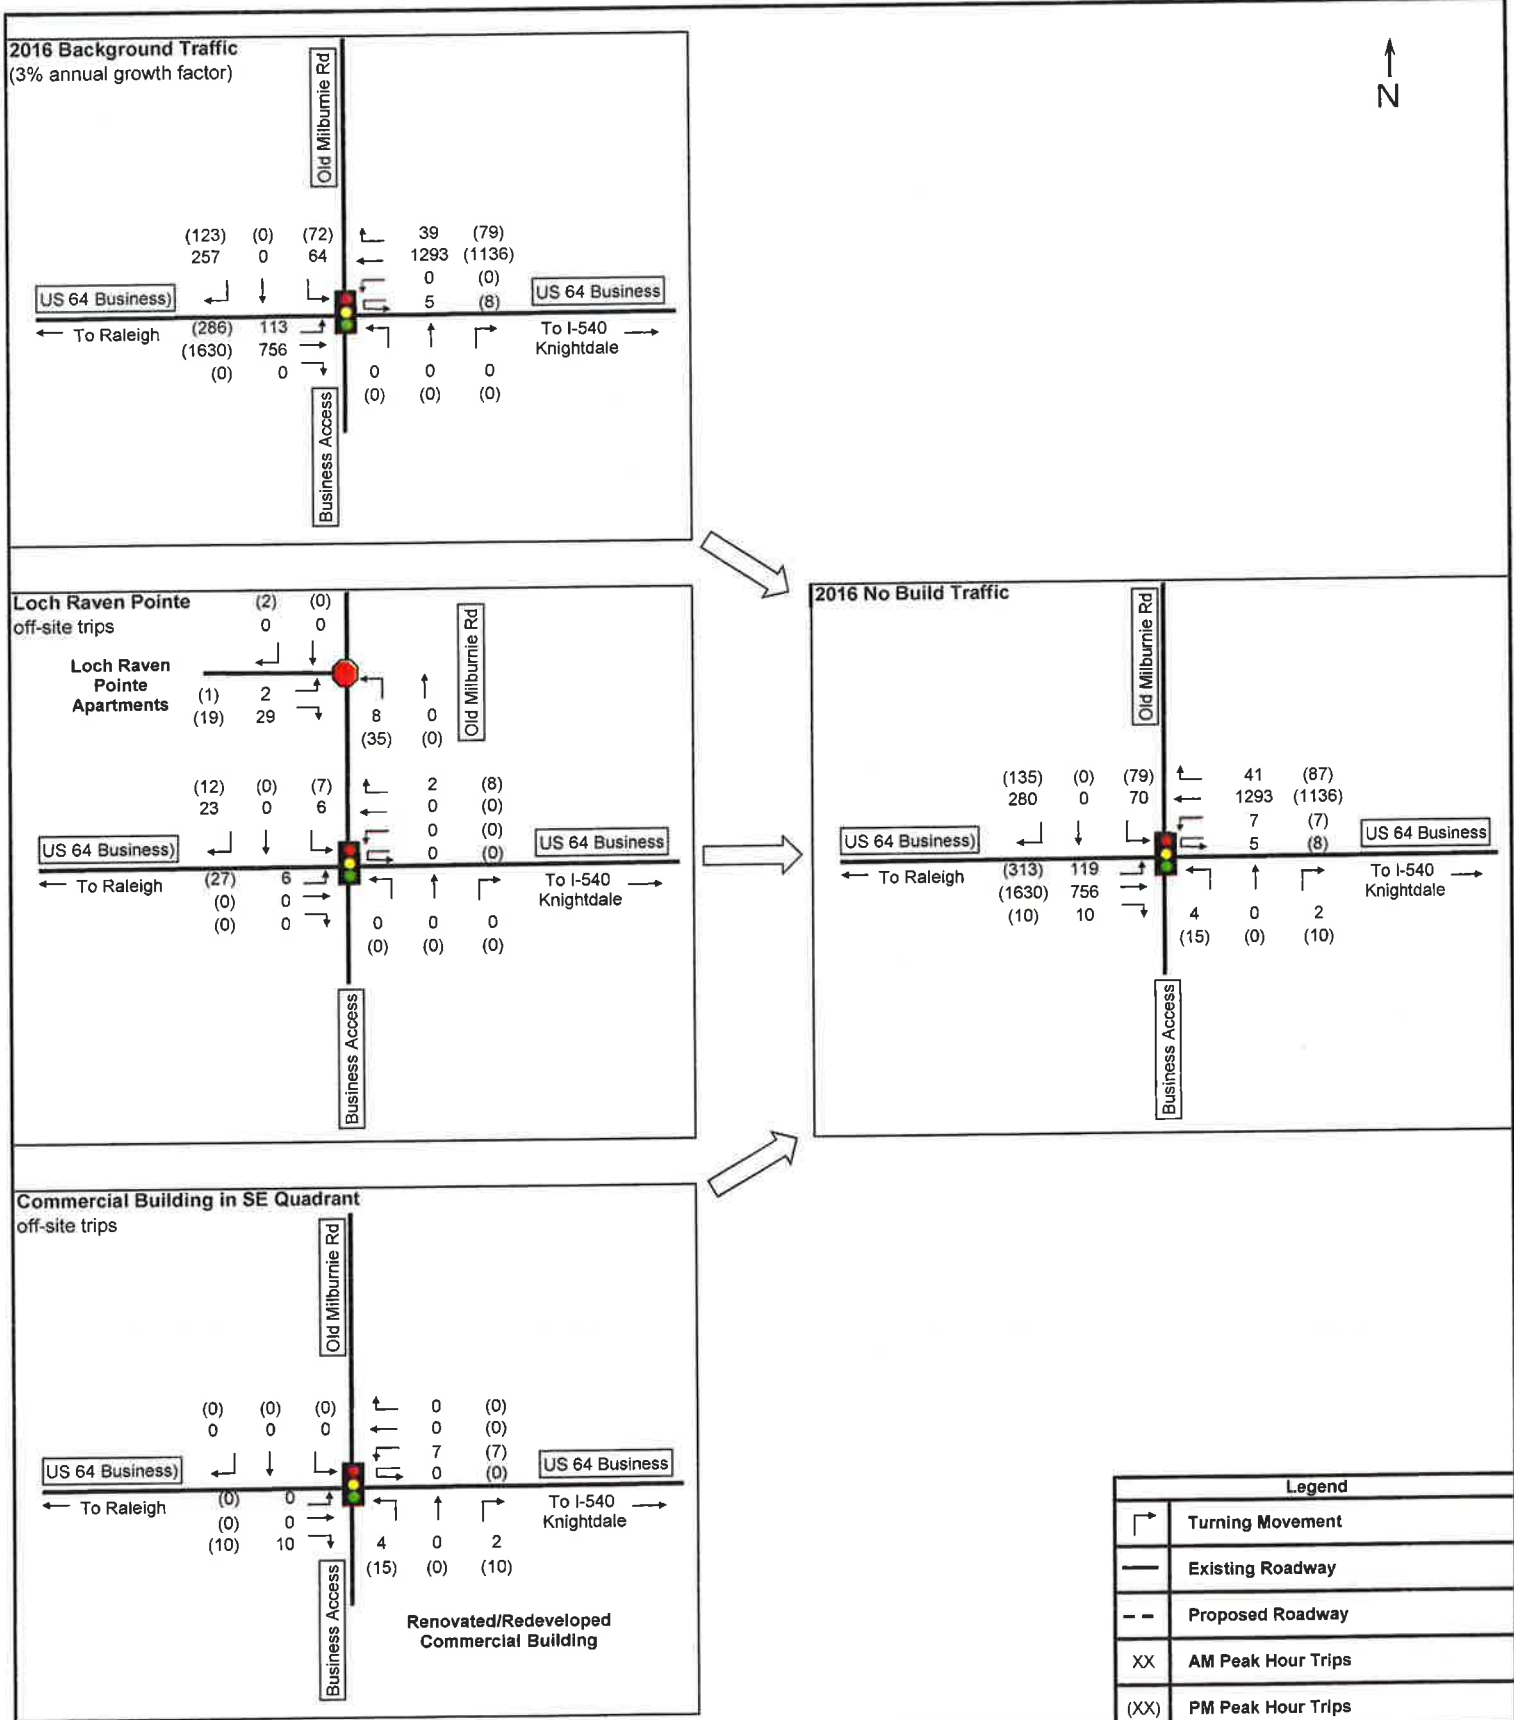 2016 Background Traffic
(3% annual growth factor)
N
Old Milburnie Rd
(123) (0) (72) 39 (79)
257 0 64 1293 (1136)
0 (0)
US 64 Business) 5 (8) US 64 Business
To Raleigh (286) 113 To I-540
(1630) 756 Knightdale
(0) 0 0 0 0
(0) (0) (0)
Business Access
Loch Raven Pointe (2) (0)
off-site trips 0 0
Old Milburnie Rd
Loch Raven
Pointe
Apartments
(1) 2
(19) 29 8 0
(35) (0)
(12) (0) (7) 2 (8)
23 0 6 0 (0)
0 (0)
US 64 Business) 0 (0) US 64 Business
To Raleigh (27) 6 To I-540
(0) 0 Knightdale
(0) 0 0 0 0
(0) (0) (0)
Business Access
2016 No Build Traffic
Old Milburnie Rd
(135) (0) (79) 41 (87)
280 0 70 1293 (1136)
7 (7)
US 64 Business) 5 (8) US 64 Business
To Raleigh (313) 119 To I-540
(1630) 756 Knightdale
(10) 10 4 0 2
(15) (0) (10)
Business Access
Commercial Building in SE Quadrant
off-site trips
Old Milburnie Rd
(0) (0) (0) 0 (0)
0 0 0 0 (0)
7 (7)
US 64 Business) 0 (0) US 64 Business
To Raleigh (0) 0 To I-540
(0) 0 Knightdale
(10) 10 4 0 2
(15) (0) (10)
Business Access
Renovated/Redeveloped
Commercial Building
Legend
Turning Movement
Existing Roadway
Proposed Roadway
XX AM Peak Hour Trips
(XX) PM Peak Hour Trips